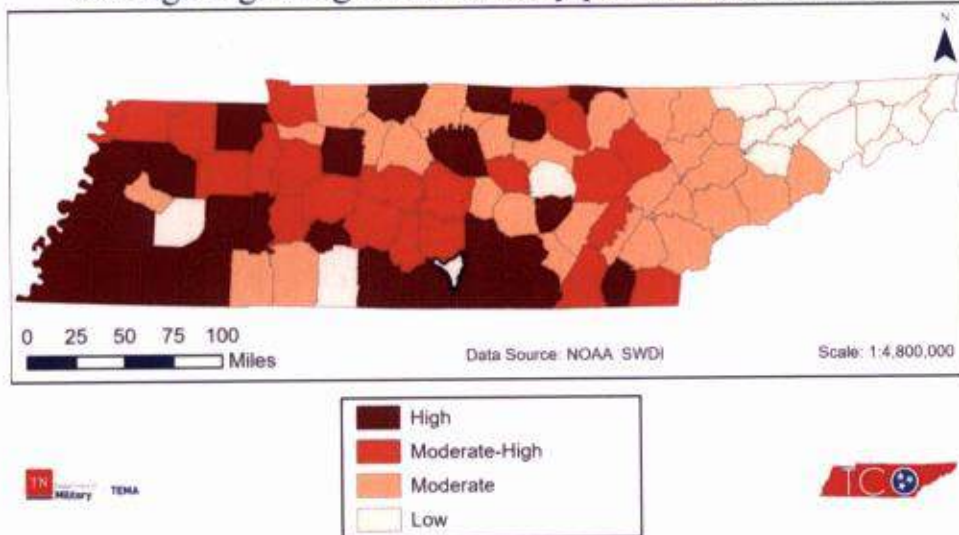 N
0 25 50 75 100
Miles
Data Source: NOAA SWDI
Scale: 1:4,800,000
High
Moderate-High
Moderate
Low
TN
Military
TEMA
TCO